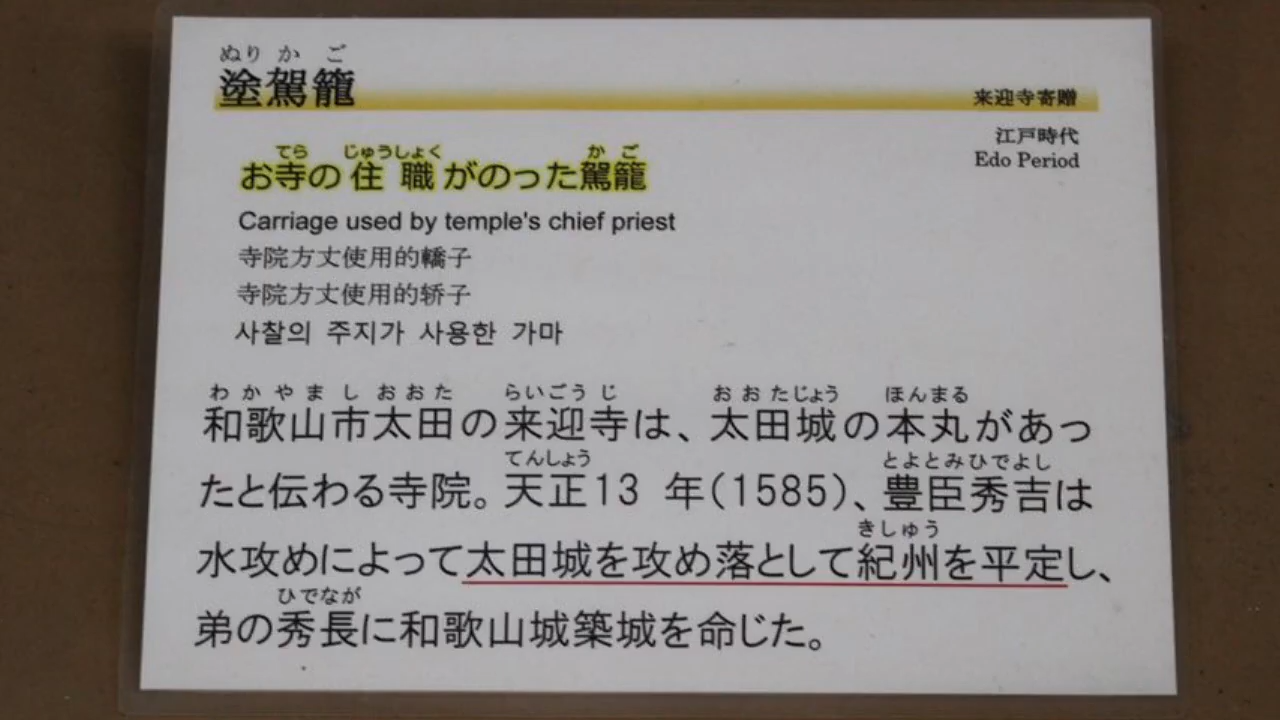 ぬり か ご
塗駕籠
来迎寺寄贈
江戸時代
Edo Period
てら じゅうしょく か ご
お寺の住職がのった駕籠
Carriage used by temple's chief priest
寺院方丈使用的轎子
寺院方丈使用的轿子
사찰의 주지가 사용한 가마
わ か や ま し お お た らいごう じ お お たじょう ほんまる
和歌山市太田の来迎寺は、太田城の本丸があっ
てんしょう とよとみひでよし
たと伝わる寺院。天正13 年(1585)、豊臣秀吉は
きしゅう
水攻めによって太田城を攻め落として紀州を平定し、
ひでなが
弟の秀長に和歌山城築城を命じた。